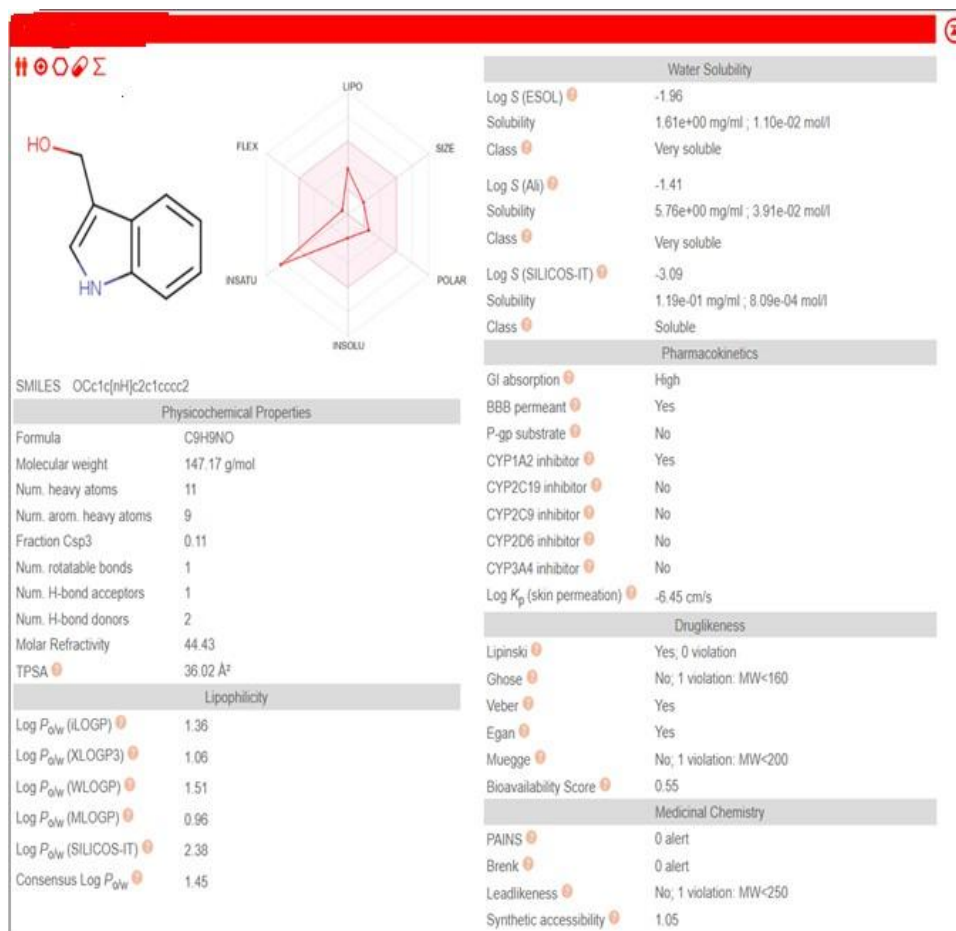 LIPO
FLEX
SIZE
HO
HN
INSATU
POLAR
INSOLU
SMILES OCc1c[nH]c2c1cccc2
Physicochemical Properties
Formula C9H9NO
Molecular weight 147.17 g/mol
Num. heavy atoms 11
Num. arom. heavy atoms 9
Fraction Csp3 0.11
Num. rotatable bonds 1
Num. H-bond acceptors 1
Num. H-bond donors 2
Molar Refractivity 44.43
TPSA ? 36.02 Å²
Lipophilicity
Log Po/w (iLOGP) ? 1.36
Log Po/w (XLOGP3) ? 1.06
Log Po/w (WLOGP) ? 1.51
Log Po/w (MLOGP) ? 0.96
Log Po/w (SILICOS-IT) ? 2.38
Consensus Log Po/w ? 1.45
Water Solubility
Log S (ESOL) ? -1.96
Solubility 1.61e+00 mg/ml ; 1.10e-02 mol/l
Class ? Very soluble
Log S (Ali) ? -1.41
Solubility 5.76e+00 mg/ml ; 3.91e-02 mol/l
Class ? Very soluble
Log S (SILICOS-IT) ? -3.09
Solubility 1.19e-01 mg/ml ; 8.09e-04 mol/l
Class ? Soluble
Pharmacokinetics
GI absorption ? High
BBB permeant ? Yes
P-gp substrate ? No
CYP1A2 inhibitor ? Yes
CYP2C19 inhibitor ? No
CYP2C9 inhibitor ? No
CYP2D6 inhibitor ? No
CYP3A4 inhibitor ? No
Log Kp (skin permeation) ? -6.45 cm/s
Druglikeness
Lipinski ? Yes; 0 violation
Ghose ? No; 1 violation: MW<160
Veber ? Yes
Egan ? Yes
Muegge ? No; 1 violation: MW<200
Bioavailability Score ? 0.55
Medicinal Chemistry
PAINS ? 0 alert
Brenk ? 0 alert
Leadlikeness ? No; 1 violation: MW<250
Synthetic accessibility ? 1.05